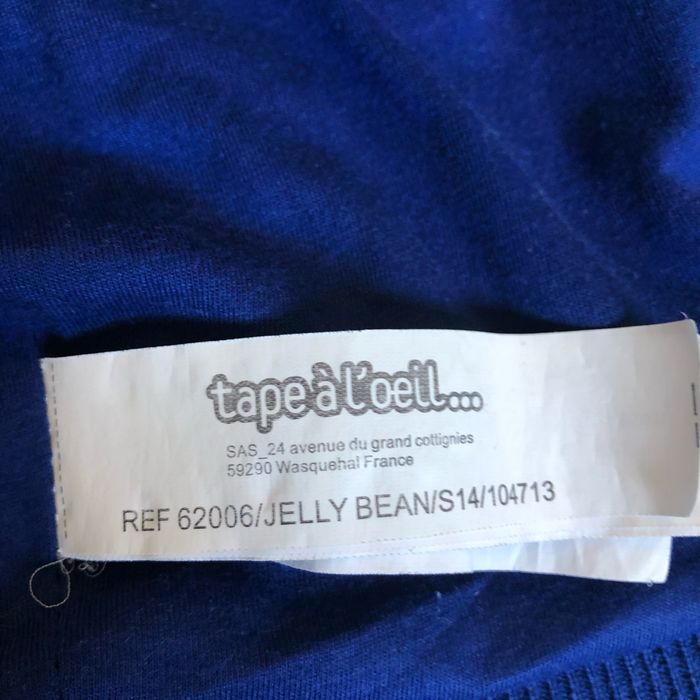 tape à l'oeil...
SAS_24 avenue du grand cottignies
59290 Wasquehal France
REF 62006/JELLY BEAN/S14/104713